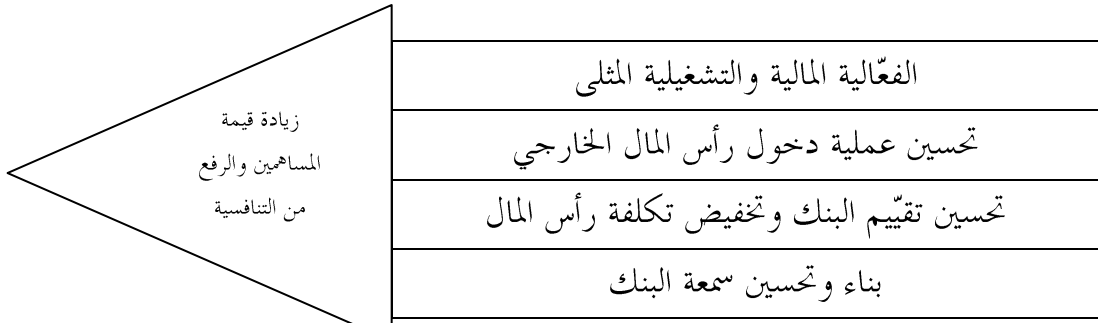 الفعّالية المالية والتشغيلية المثلى
تحسين عملية دخول رأس المال الخارجي
تحسين تقيّيم البنك وتخفيض تكلفة رأس المال
بناء وتحسين سمعة البنك
زيادة قيمة
المساهمين والرفع
من التنافسية